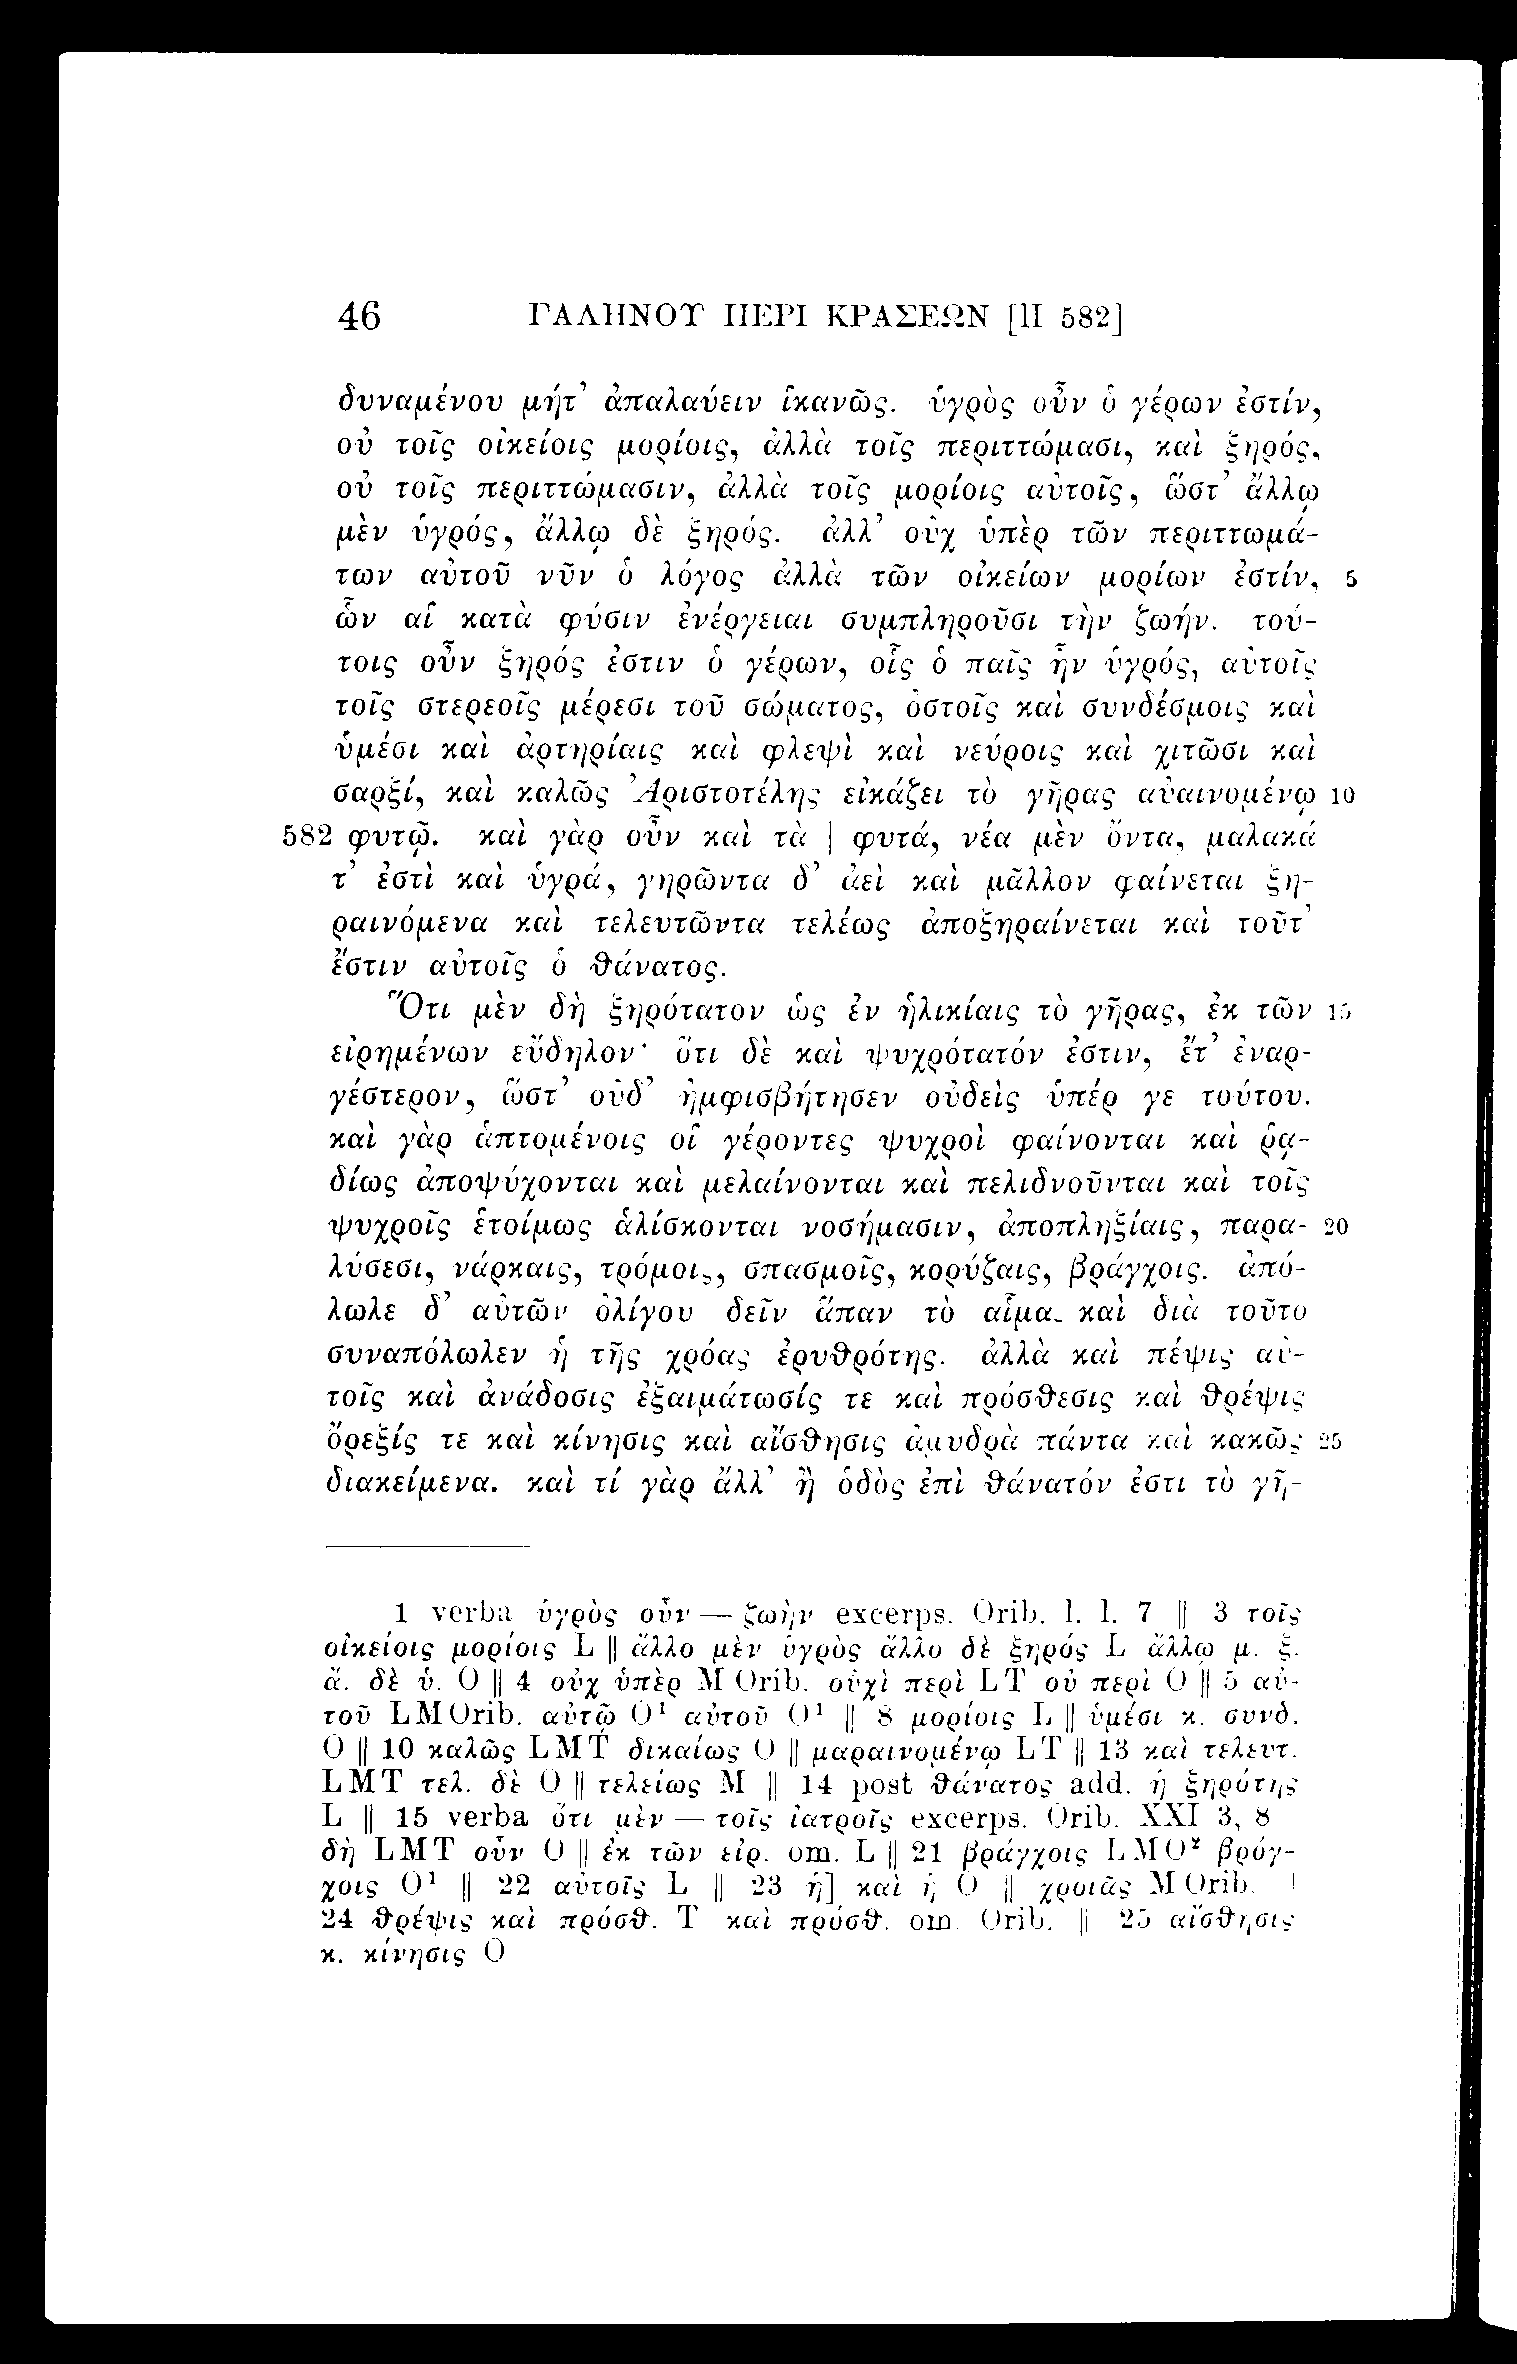 46 ΓΑΛΗΝΟΥ ΠΕΡΙ ΚΡΑΣΕΩΝ [II 582]
δυναμένου μήτ’ ἀπαλαύειν ἱκανῶς. ὑγρὸς οὖν ὁ γέρων ἐστίν,
οὐ τοῖς οἰκείοις μορίοις, ἀλλὰ τοῖς περιττώμασι, καὶ ξηρός,
οὐ τοῖς περιττώμασιν, ἀλλὰ τοῖς μορίοις αὐτοῖς, ὥστ’ ἄλλῳ
μὲν ὑγρός, ἄλλῳ δὲ ξηρός. ἀλλ’ οὐχ ὑπὲρ τῶν περιττωμά-
των αὐτοῦ νῦν ὁ λόγος ἀλλὰ τῶν οἰκείων μορίων ἐστίν, 5
ὧν αἱ κατὰ φύσιν ἐνέργειαι συμπληροῦσι τὴν ζωήν. τού-
τοις οὖν ξηρός ἐστιν ὁ γέρων, οἷς ὁ παῖς ἦν ὑγρός, αὐτοῖς
τοῖς στερεοῖς μέρεσι τοῦ σώματος, ὀστοῖς καὶ συνδέσμοις καὶ
ὑμέσι καὶ ἀρτηρίαις καὶ φλεψὶ καὶ νεύροις καὶ χιτῶσι καὶ
σαρξί, καὶ καλῶς Ἀριστοτέλης εἰκάζει τὸ γῆρας αὐαινομένῳ 10
582 φυτῷ. καὶ γὰρ οὖν καὶ τὰ | φυτά, νέα μὲν ὄντα, μαλακά
τ’ ἐστὶ καὶ ὑγρά, γηρῶντα δ’ ἀεὶ καὶ μᾶλλον φαίνεται ξη-
ραινόμενα καὶ τελευτῶντα τελέως ἀποξηραίνεται καὶ τοῦτ’
ἔστιν αὐτοῖς ὁ θάνατος.
Ὅτι μὲν δὴ ξηρότατον ὡς ἐν ἡλικίαις τὸ γῆρας, ἐκ τῶν 15
εἰρημένων εὔδηλον· ὅτι δὲ καὶ ψυχρότατόν ἐστιν, ἔτ’ ἐναρ-
γέστερον, ὥστ’ οὐδ’ ἠμφισβήτησεν οὐδεὶς ὑπέρ γε τούτου.
καὶ γὰρ ἁπτομένοις οἱ γέροντες ψυχροὶ φαίνονται καὶ ῥᾳ-
δίως ἀποψύχονται καὶ μελαίνονται καὶ πελιδνοῦνται καὶ τοῖς
ψυχροῖς ἑτοίμως ἁλίσκονται νοσήμασιν, ἀποπληξίαις, παρα- 20
λύσεσι, νάρκαις, τρόμοις, σπασμοῖς, κορύζαις, βράγχοις. ἀπό-
λωλε δ’ αὐτῶν ὀλίγου δεῖν ἅπαν τὸ αἷμα. καὶ διὰ τοῦτο
συναπόλωλεν ἡ τῆς χρόας ἐρυθρότης. ἀλλὰ καὶ πέψις αὐ-
τοῖς καὶ ἀνάδοσις ἐξαιμάτωσίς τε καὶ πρόσθεσις καὶ θρέψις
ὄρεξίς τε καὶ κίνησις καὶ αἴσθησις ἀμυδρὰ πάντα καὶ κακῶς 25
διακείμενα. καὶ τί γὰρ ἄλλ’ ἢ ὁδὸς ἐπὶ θάνατόν ἐστι τὸ γῆ-
1 verba ὑγρὸς οὖν — ζωὴν excerps. Orib. l. l. 7 || 3 τοῖς
οἰκείοις μορίοις L || ἄλλο μὲν ὑγρὸς ἄλλο δὲ ξηρός L ἄλλῳ μ. ξ.
ἄ. δὲ ὑ. O || 4 οὐχ ὑπὲρ M Orib. οὐχὶ περὶ LT οὐ περὶ O || 5 αὐ-
τοῦ LMOrib. αὐτῷ O¹ αὑτοῦ O¹ || 8 μορίοις L || ὑμέσι κ. συνδ.
O || 10 καλῶς LMT δικαίως O || μαραινομένῳ LT || 13 καὶ τελευτ.
LMT τελ. δὲ O || τελείως M || 14 post θάνατος add. ἡ ξηρότης
L || 15 verba ὅτι μὲν — τοῖς ἰατροῖς excerps. Orib. XXI 3, 8
δὴ LMT οὖν O || ἐκ τῶν εἰρ. om. L || 21 βράγχοις LMO² βρόγ-
χοις O¹ || 22 αὐτοῖς L || 23 ἡ] καὶ ἡ O || χροιᾶς M Orib. |
24 θρέψις καὶ πρόσθ. T καὶ πρόσθ. om. Orib. || 25 αἴσθησις
κ. κίνησις O